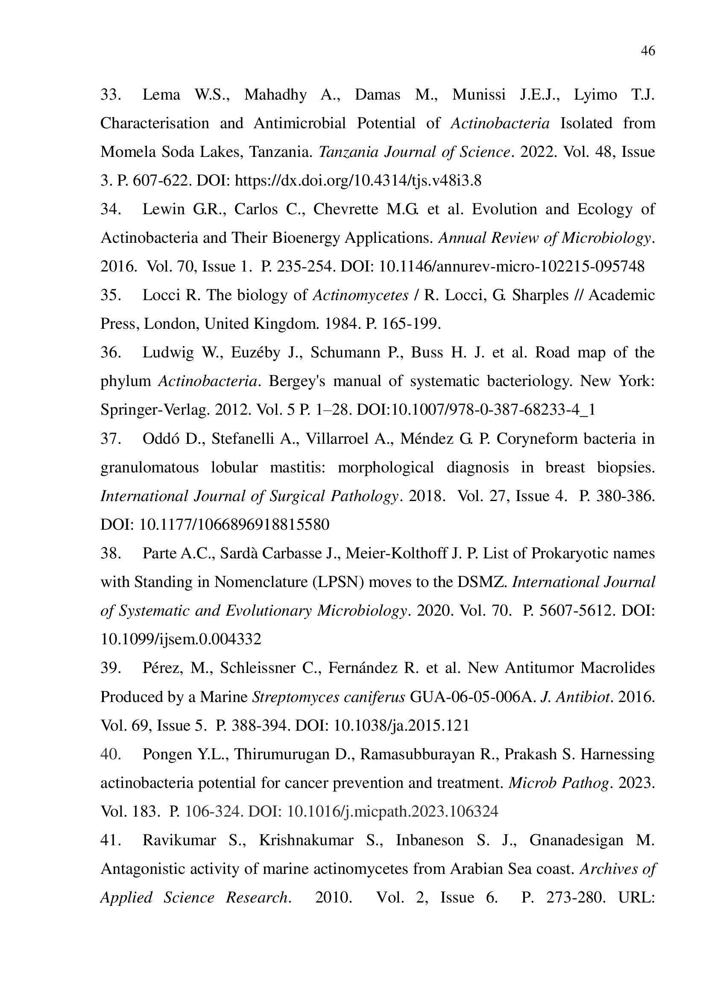 46
33. Lema W.S., Mahadhy A., Damas M., Munissi J.E.J., Lyimo T.J.
Characterisation and Antimicrobial Potential of Actinobacteria Isolated from
Momela Soda Lakes, Tanzania. Tanzania Journal of Science. 2022. Vol. 48, Issue
3. P. 607-622. DOI: https://dx.doi.org/10.4314/tjs.v48i3.8
34. Lewin G.R., Carlos C., Chevrette M.G. et al. Evolution and Ecology of
Actinobacteria and Their Bioenergy Applications. Annual Review of Microbiology.
2016. Vol. 70, Issue 1. P. 235-254. DOI: 10.1146/annurev-micro-102215-095748
35. Locci R. The biology of Actinomycetes / R. Locci, G. Sharples // Academic
Press, London, United Kingdom. 1984. P. 165-199.
36. Ludwig W., Euzéby J., Schumann P., Buss H. J. et al. Road map of the
phylum Actinobacteria. Bergey's manual of systematic bacteriology. New York:
Springer-Verlag. 2012. Vol. 5 P. 1–28. DOI:10.1007/978-0-387-68233-4_1
37. Oddó D., Stefanelli A., Villarroel A., Méndez G. P. Coryneform bacteria in
granulomatous lobular mastitis: morphological diagnosis in breast biopsies.
International Journal of Surgical Pathology. 2018. Vol. 27, Issue 4. P. 380-386.
DOI: 10.1177/1066896918815580
38. Parte A.C., Sardà Carbasse J., Meier-Kolthoff J. P. List of Prokaryotic names
with Standing in Nomenclature (LPSN) moves to the DSMZ. International Journal
of Systematic and Evolutionary Microbiology. 2020. Vol. 70. P. 5607-5612. DOI:
10.1099/ijsem.0.004332
39. Pérez, M., Schleissner C., Fernández R. et al. New Antitumor Macrolides
Produced by a Marine Streptomyces caniferus GUA-06-05-006A. J. Antibiot. 2016.
Vol. 69, Issue 5. P. 388-394. DOI: 10.1038/ja.2015.121
40. Pongen Y.L., Thirumurugan D., Ramasubburayan R., Prakash S. Harnessing
actinobacteria potential for cancer prevention and treatment. Microb Pathog. 2023.
Vol. 183. P. 106-324. DOI: 10.1016/j.micpath.2023.106324
41. Ravikumar S., Krishnakumar S., Inbaneson S. J., Gnanadesigan M.
Antagonistic activity of marine actinomycetes from Arabian Sea coast. Archives of
Applied Science Research. 2010. Vol. 2, Issue 6. P. 273-280. URL: